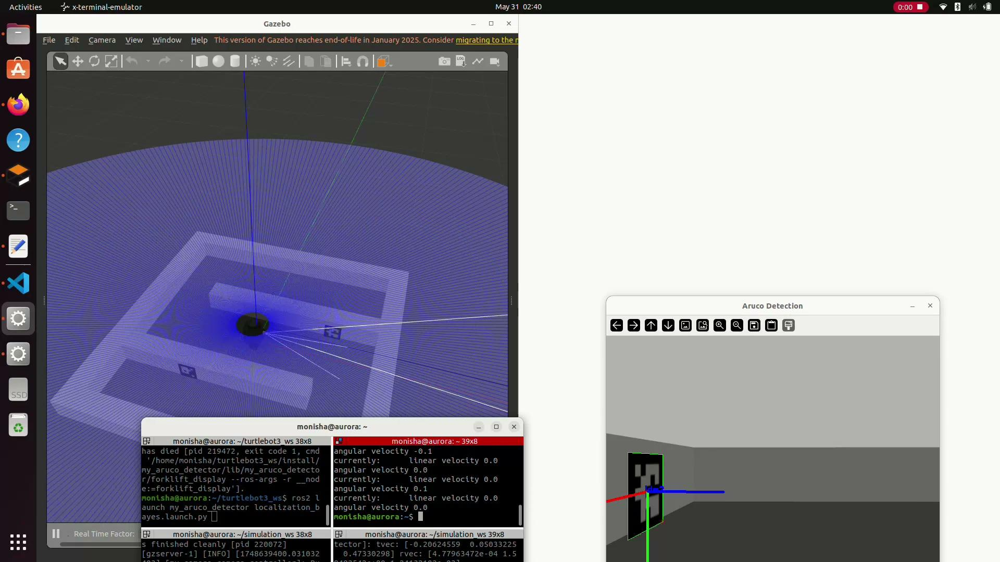 Activities
x-terminal-emulator
May 31 02:40
0:00
Gazebo
File Edit Camera View Window Help This version of Gazebo reaches end-of-life in January 2025. Consider migrating to the
LOG
>_
SSD
Real Time Factor:
monisha@aurora: ~
monisha@aurora: ~/turtlebot3_ws 38x8
has died [pid 219472, exit code 1, cmd
'/home/monisha/turtlebot3_ws/install/
my_aruco_detector/lib/my_aruco_detecto
r/forklift_display --ros-args -r __nod
e:=forklift_display'].
monisha@aurora:~/turtlebot3_ws$ ros2 l
aunch my_aruco_detector localization_b
ayes.launch.py
monisha@aurora: ~ 39x8
angular velocity -0.1
currently: linear velocity 0.0
angular velocity 0.0
currently: linear velocity 0.0
angular velocity 0.1
currently: linear velocity 0.0
angular velocity 0.0
monisha@aurora:~$
monisha@aurora: ~/simulation_ws 38x8
s finished cleanly [pid 220072]
[gzserver-1] [INFO] [1748639400.031032
monisha@aurora: ~/simulation_ws 39x8
tector]: tvec: [-0.20624559 0.05033225
0.47330298] rvec: [4.77963472e-04 1.5
Aruco Detection